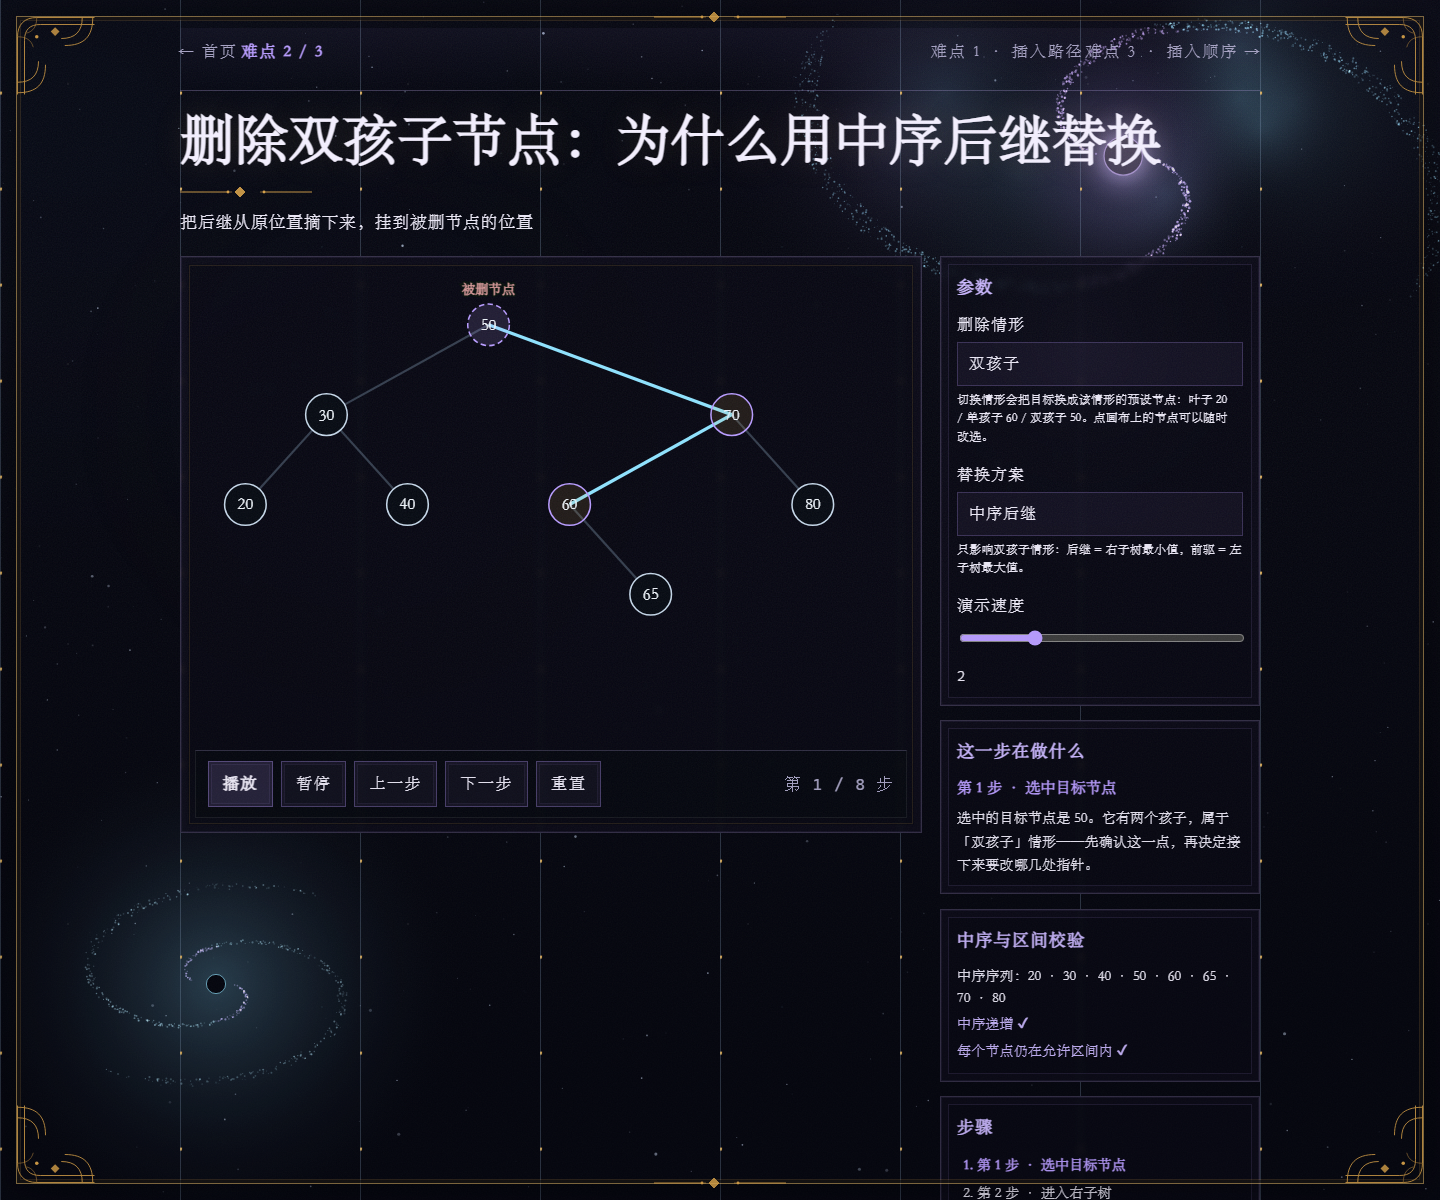 ← 首页 难点 2 / 3
难点 1 · 插入路径 难点 3 · 插入顺序 →
删除双孩子节点：为什么用中序后继替换
把后继从原位置摘下来，挂到被删节点的位置
被删节点
50
30
70
20
40
60
80
65
播放 暂停 上一步 下一步 重置 第 1 / 8 步
参数
删除情形
双孩子
切换情形会把目标换成该情形的预设节点：叶子 20
/ 单孩子 60 / 双孩子 50。点画布上的节点可以随时
改选。
替换方案
中序后继
只影响双孩子情形：后继 = 右子树最小值，前驱 = 左
子树最大值。
演示速度
2
这一步在做什么
第 1 步 · 选中目标节点
选中的目标节点是 50。它有两个孩子，属于
「双孩子」情形——先确认这一点，再决定接
下来要改哪几处指针。
中序与区间校验
中序序列：20 · 30 · 40 · 50 · 60 · 65 ·
70 · 80
中序递增 ✓
每个节点仍在允许区间内 ✓
步骤
1. 第 1 步 · 选中目标节点
2. 第 2 步 · 进入右子树